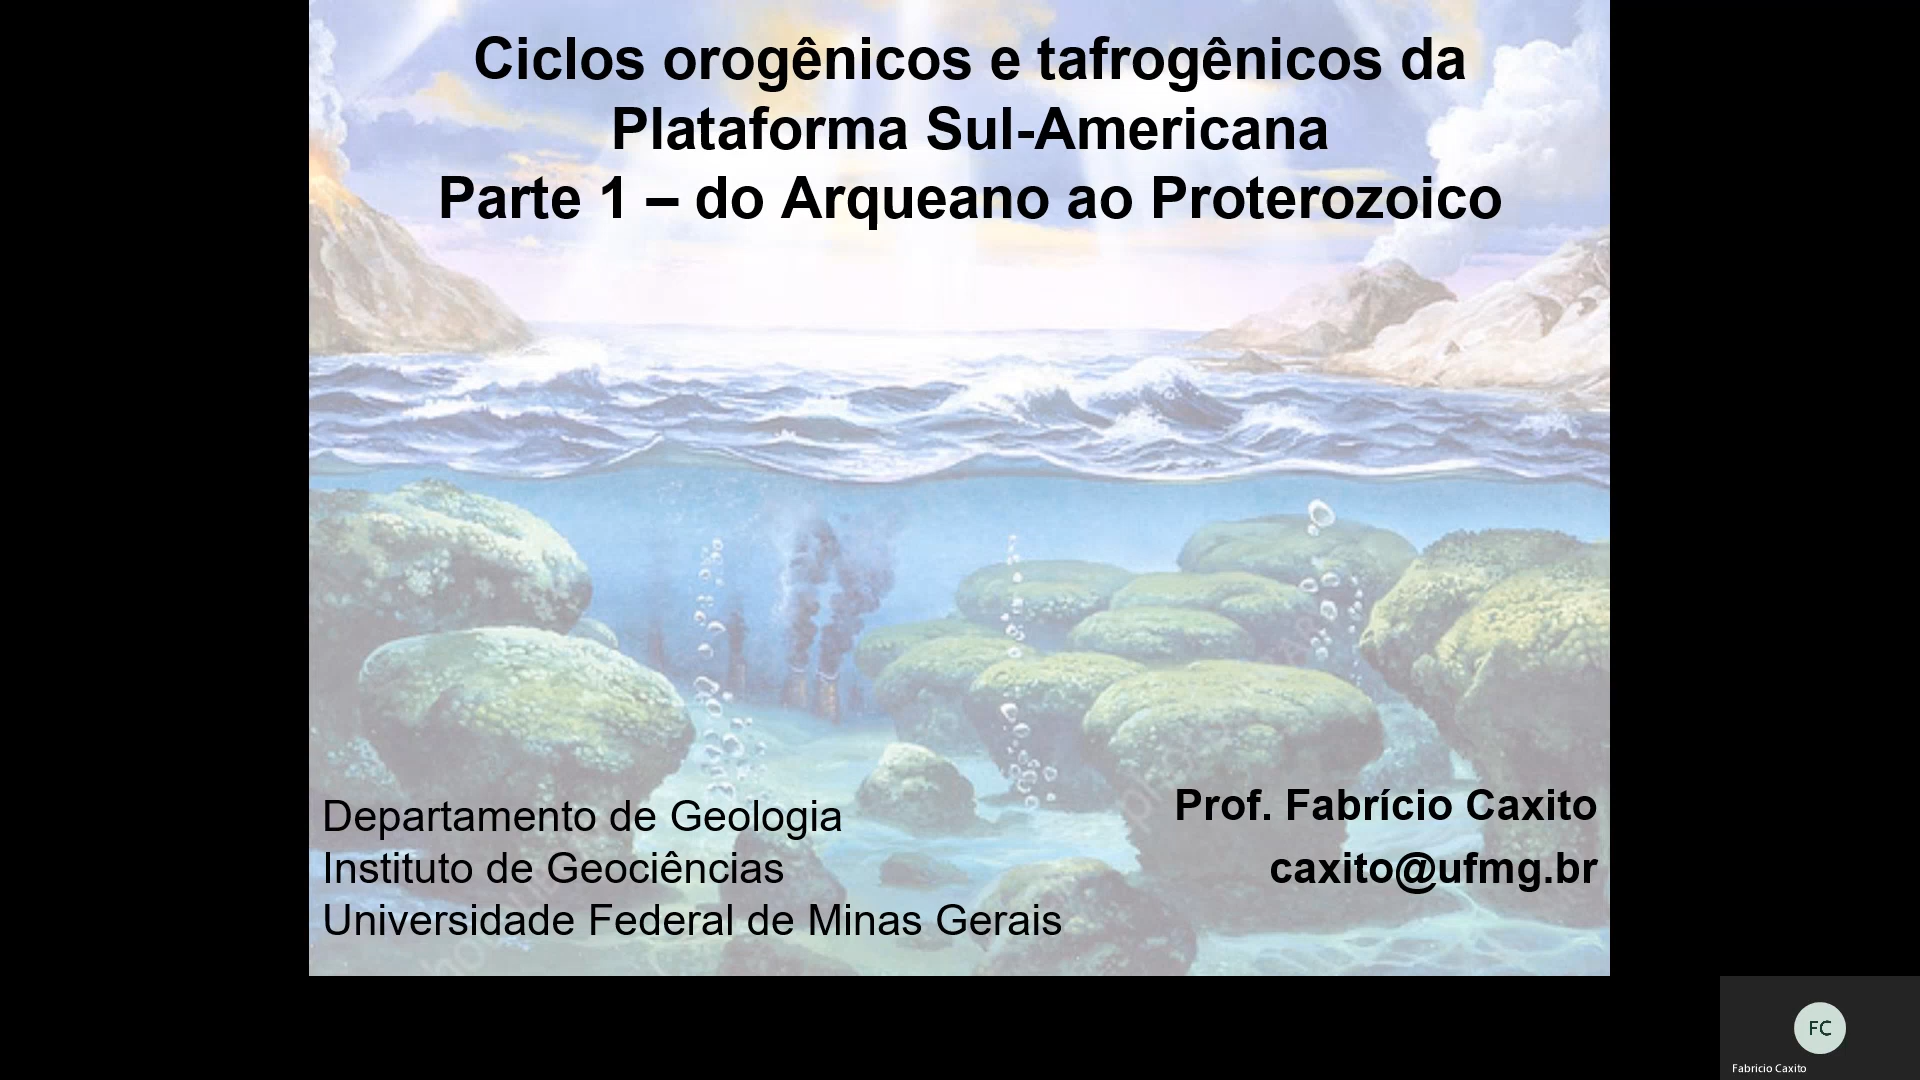 Ciclos orogênicos e tafrogênicos da
Plataforma Sul-Americana
Parte 1 – do Arqueano ao Proterozoico
Departamento de Geologia
Instituto de Geociências
Universidade Federal de Minas Gerais
Prof. Fabrício Caxito
caxito@ufmg.br
FC
Fabricio Caxito